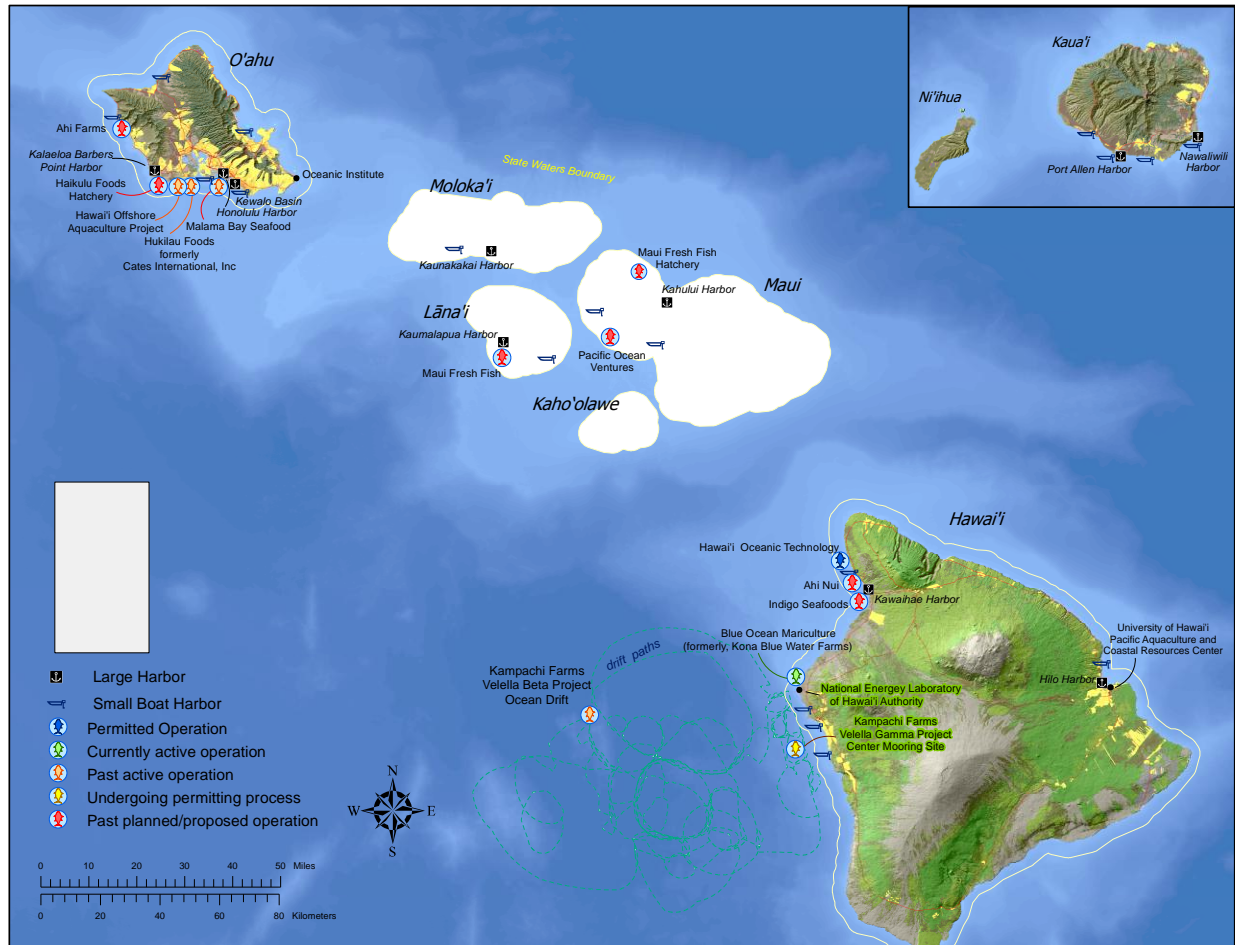 O'ahu
Ahi Farms
Kalaeloa Barbers
Point Harbor
Haikulu Foods
Hatchery
Hawai'i Offshore
Aquaculture Project
Hukilau Foods
formerly
Cates International, Inc
Malama Bay Seafood
Honolulu Harbor
Kewalo Basin
Oceanic Institute
State Waters Boundary
Moloka'i
Kaunakakai Harbor
Lāna'i
Kaumalapua Harbor
Maui Fresh Fish
Maui Fresh Fish
Hatchery
Kahului Harbor
Maui
Pacific Ocean
Ventures
Kaho'olawe
Kaua'i
Ni'ihua
Port Allen Harbor
Nawaliwili
Harbor
Hawai'i
Hawai'i Oceanic Technology
Ahi Nui
Indigo Seafoods
Kawaihae Harbor
Blue Ocean Mariculture
(formerly, Kona Blue Water Farms)
University of Hawai'i
Pacific Aquaculture and
Coastal Resources Center
Hilo Harbor
National Energey Laboratory
of Hawai'i Authority
Kampachi Farms
Velella Gamma Project
Center Mooring Site
drift paths
Kampachi Farms
Velella Beta Project
Ocean Drift
Large Harbor
Small Boat Harbor
Permitted Operation
Currently active operation
Past active operation
Undergoing permitting process
Past planned/proposed operation
N
W E
S
0 10 20 30 40 50 Miles
0 20 40 60 80 Kilometers